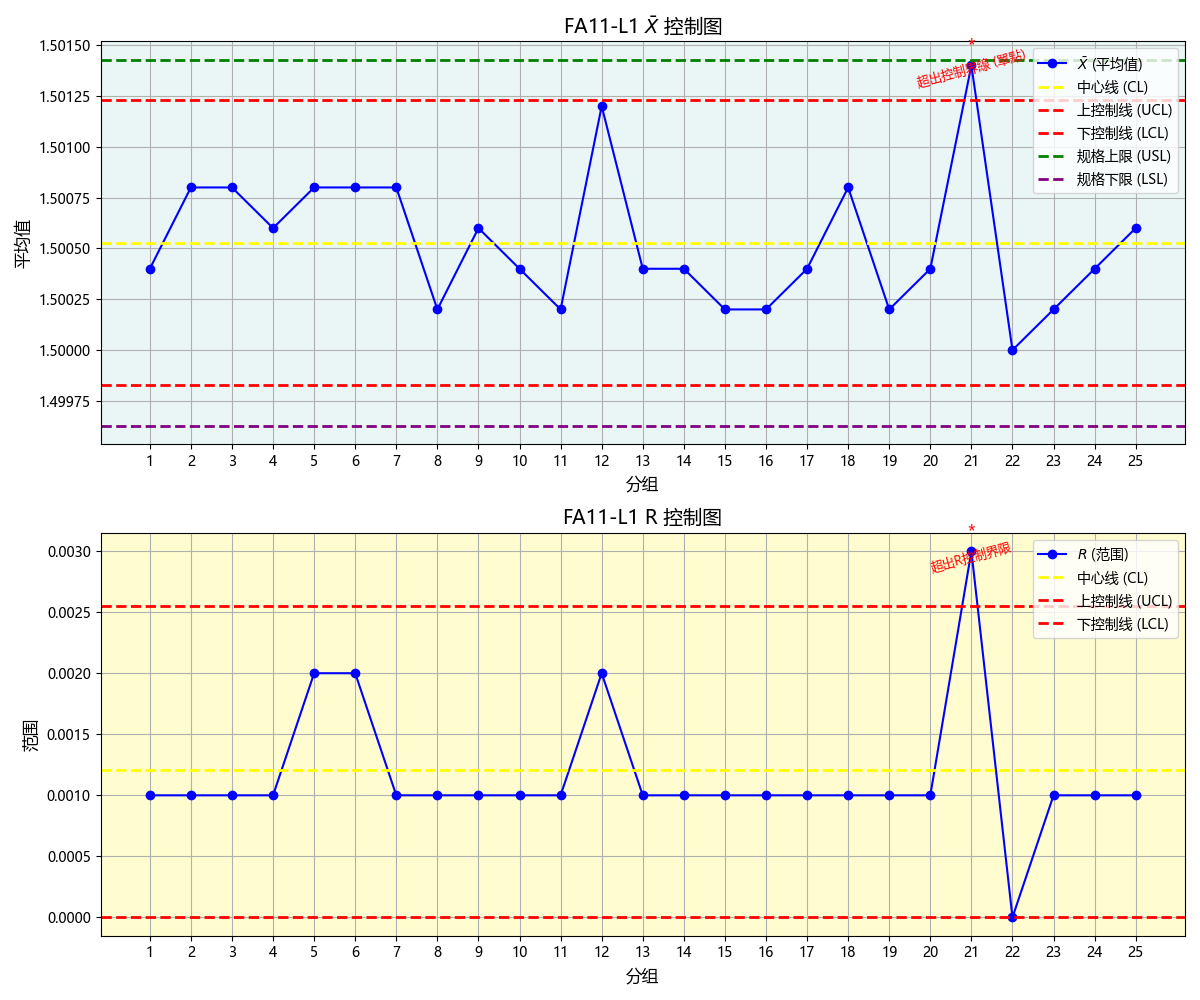 FA11-L1 X̄ 控制图
1.50150
1.50125
1.50100
1.50075
1.50050
1.50025
1.50000
1.49975
平均值
*
超出控制界線 (單點)
X̄ (平均值)
中心线 (CL)
上控制线 (UCL)
下控制线 (LCL)
规格上限 (USL)
规格下限 (LSL)
1 2 3 4 5 6 7 8 9 10 11 12 13 14 15 16 17 18 19 20 21 22 23 24 25
分组
FA11-L1 R 控制图
0.0030
0.0025
0.0020
0.0015
0.0010
0.0005
0.0000
范围
*
超出R控制界限
R (范围)
中心线 (CL)
上控制线 (UCL)
下控制线 (LCL)
1 2 3 4 5 6 7 8 9 10 11 12 13 14 15 16 17 18 19 20 21 22 23 24 25
分组